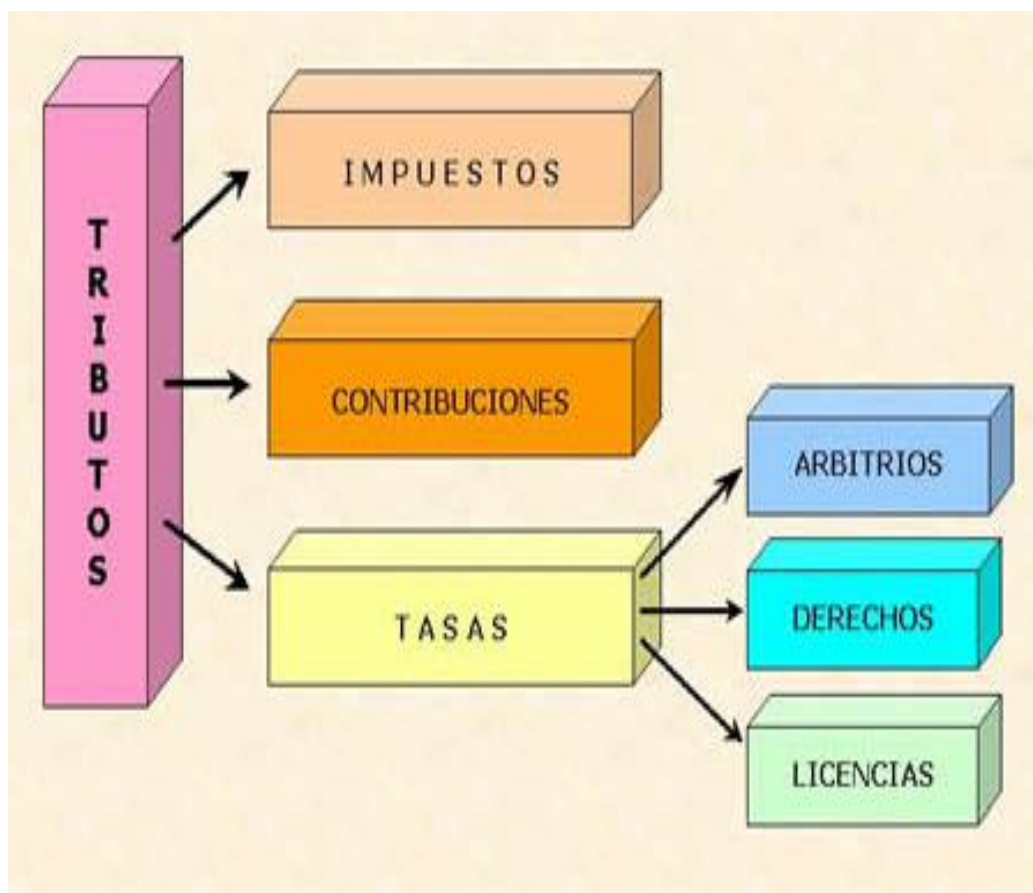 TRIBUTOS
IMPUESTOS
CONTRIBUCIONES
TASAS
ARBITRIOS
DERECHOS
LICENCIAS